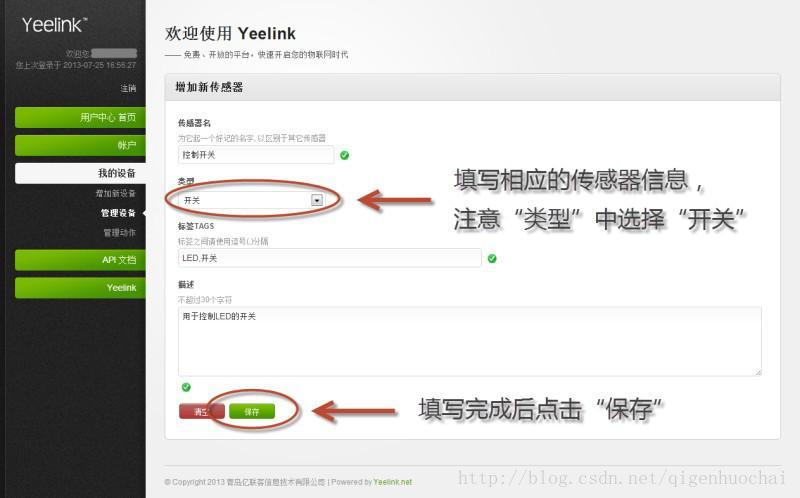 Yeelink™
欢迎您
您上次登录于 2013-07-25 16:56:27
注销
用户中心 首页
帐户
我的设备
增加新设备
管理设备
管理动作
API 文档
Yeelink
欢迎使用 Yeelink
—— 免费、开放的平台，快速开启您的物联网时代
增加新传感器
传感器名
为它起一个好记的名字,以区别于其它传感器
控制开关
类型
开关
填写相应的传感器信息，
注意“类型”中选择“开关”
标签TAGS
标签之间请使用逗号(,)分隔
LED,开关
描述
不超过30个字符
用于控制LED的开关
清空
保存
填写完成后点击“保存”
© Copyright 2013 青岛亿联客信息技术有限公司 | Powered by Yeelink.net
http://blog.csdn.net/qigenhuochai